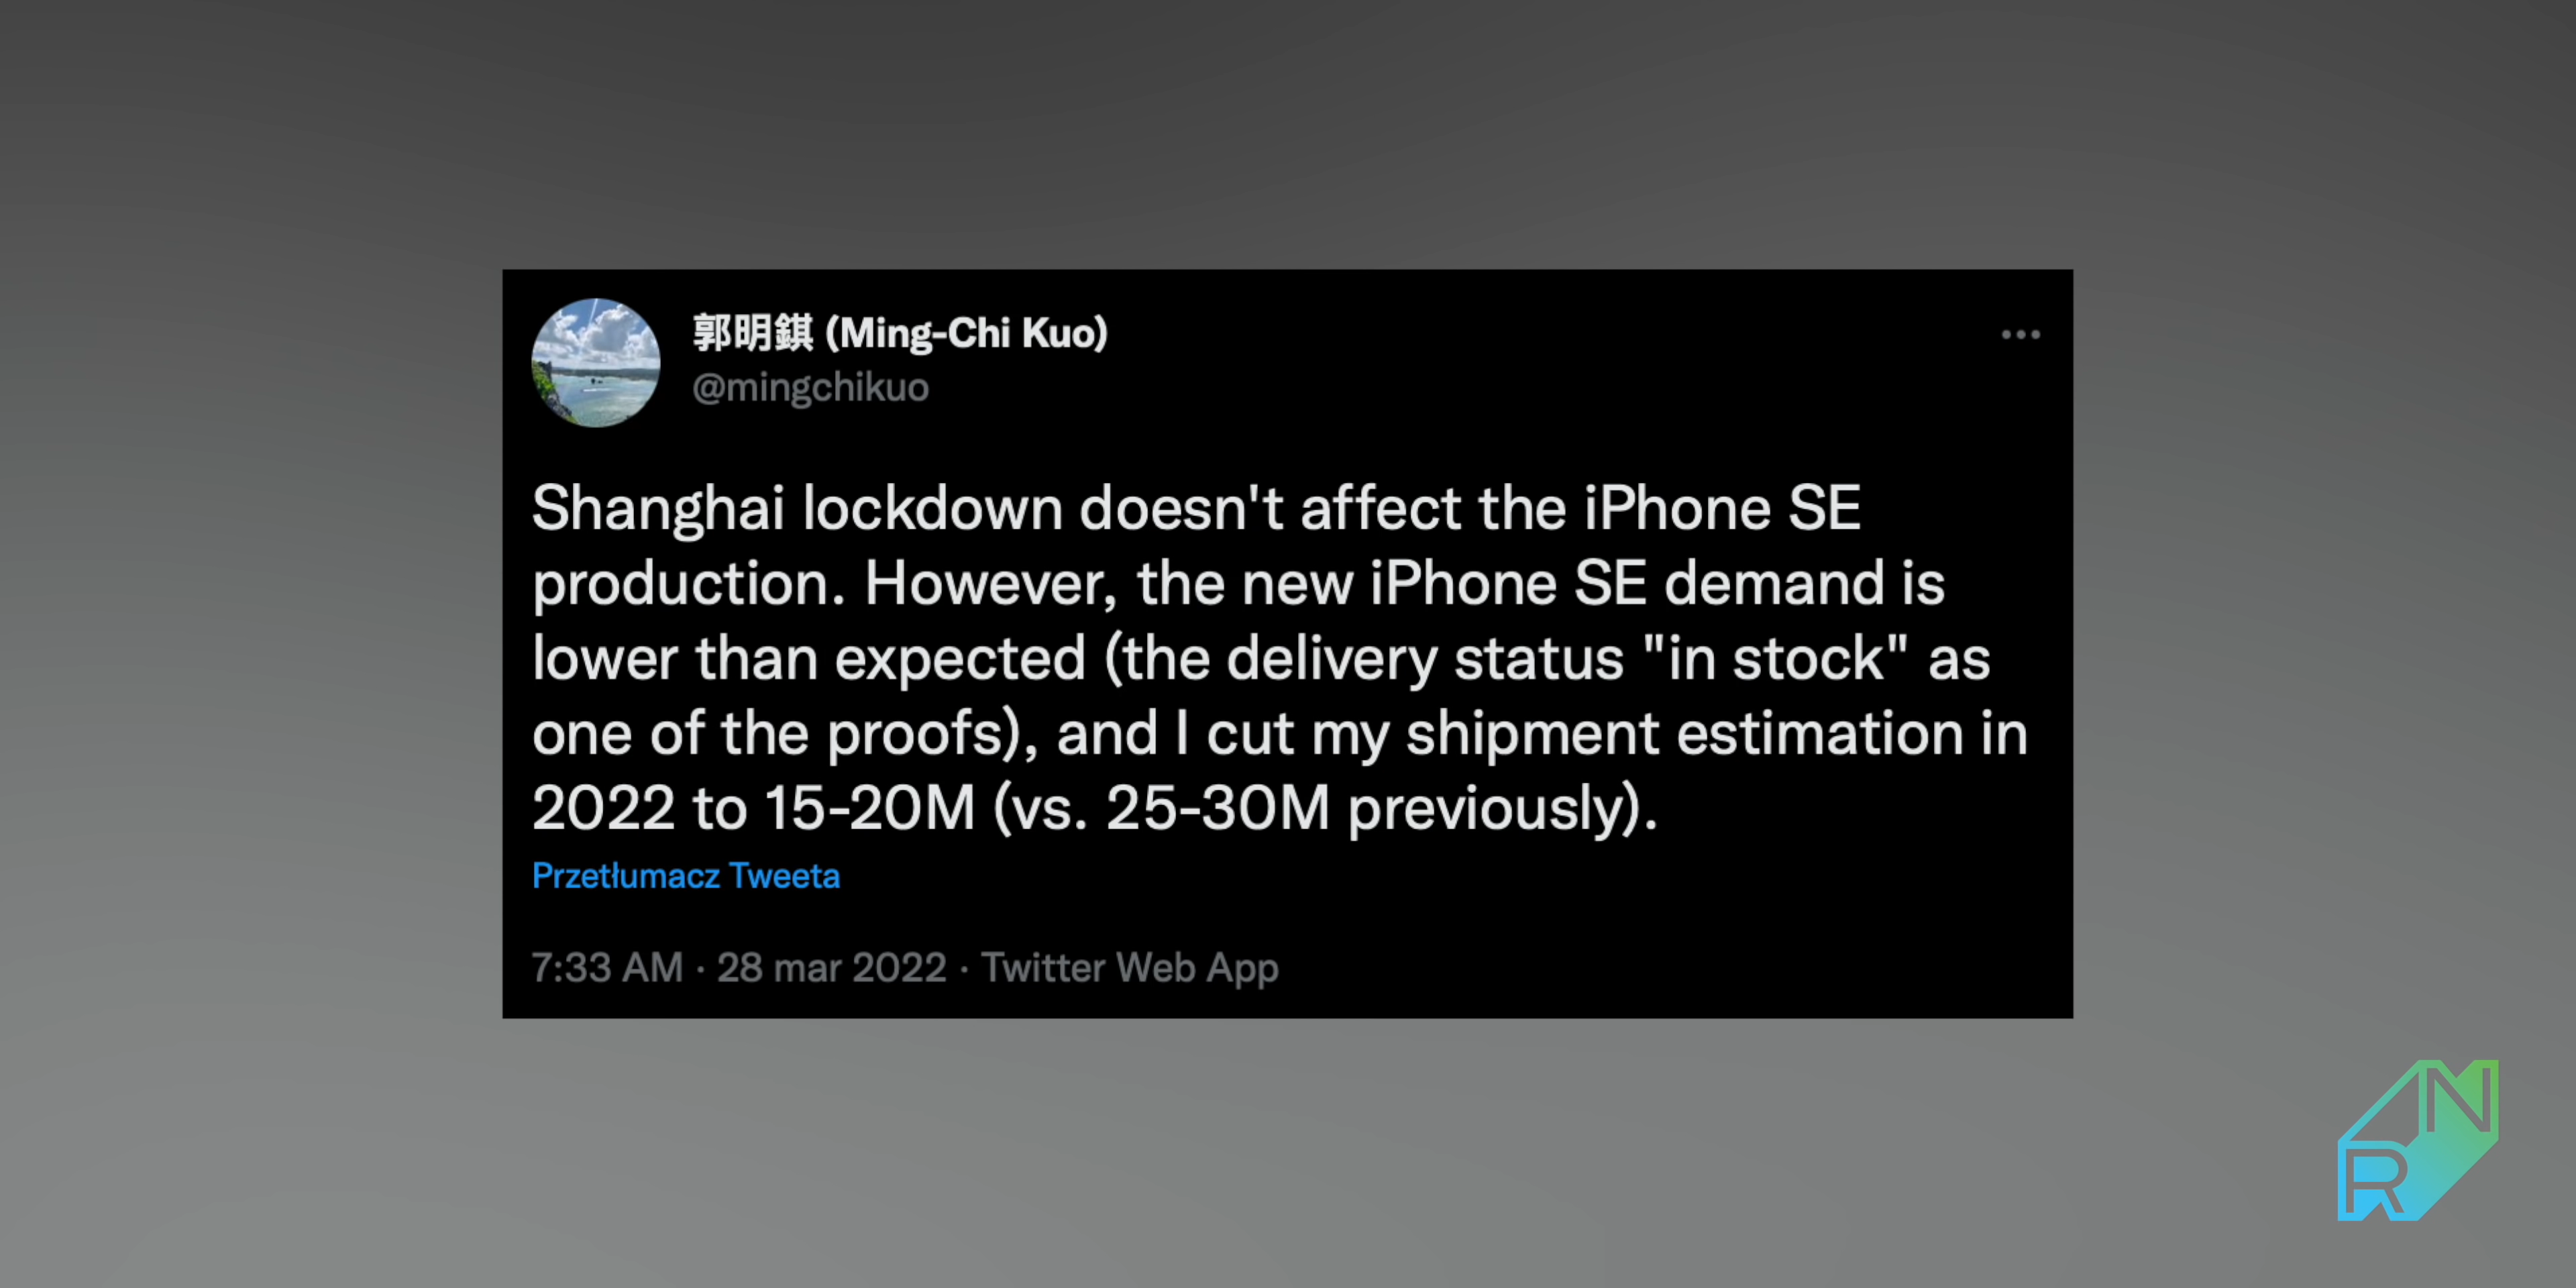 郭明錤 (Ming-Chi Kuo)
@mingchikuo
Shanghai lockdown doesn't affect the iPhone SE
production. However, the new iPhone SE demand is
lower than expected (the delivery status "in stock" as
one of the proofs), and I cut my shipment estimation in
2022 to 15-20M (vs. 25-30M previously).
Przetłumacz Tweeta
7:33 AM · 28 mar 2022 · Twitter Web App
RN